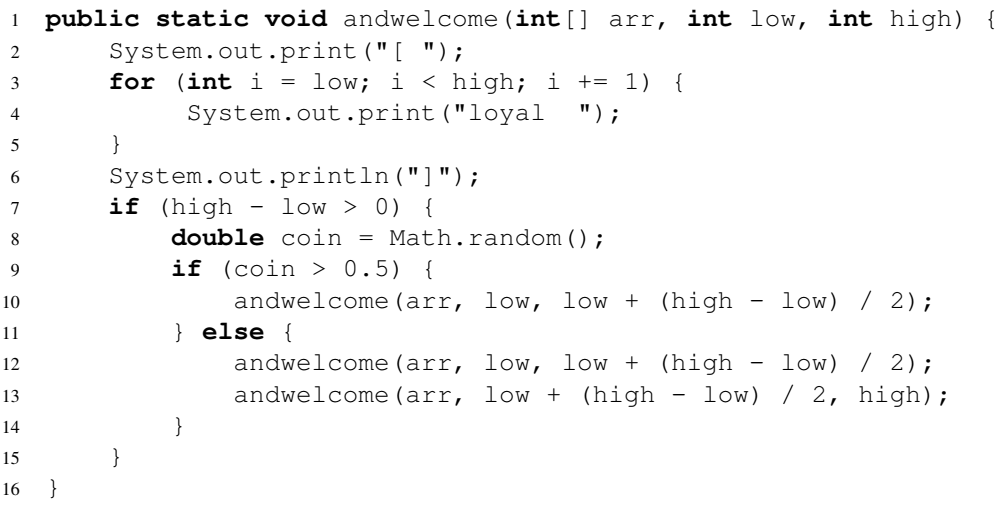 1 public static void andwelcome(int[] arr, int low, int high) {
2     System.out.print("[ ");
3     for (int i = low; i < high; i += 1) {
4          System.out.print("loyal  ");
5     }
6     System.out.println("]");
7     if (high - low > 0) {
8         double coin = Math.random();
9         if (coin > 0.5) {
10             andwelcome(arr, low, low + (high - low) / 2);
11         } else {
12             andwelcome(arr, low, low + (high - low) / 2);
13             andwelcome(arr, low + (high - low) / 2, high);
14         }
15     }
16 }